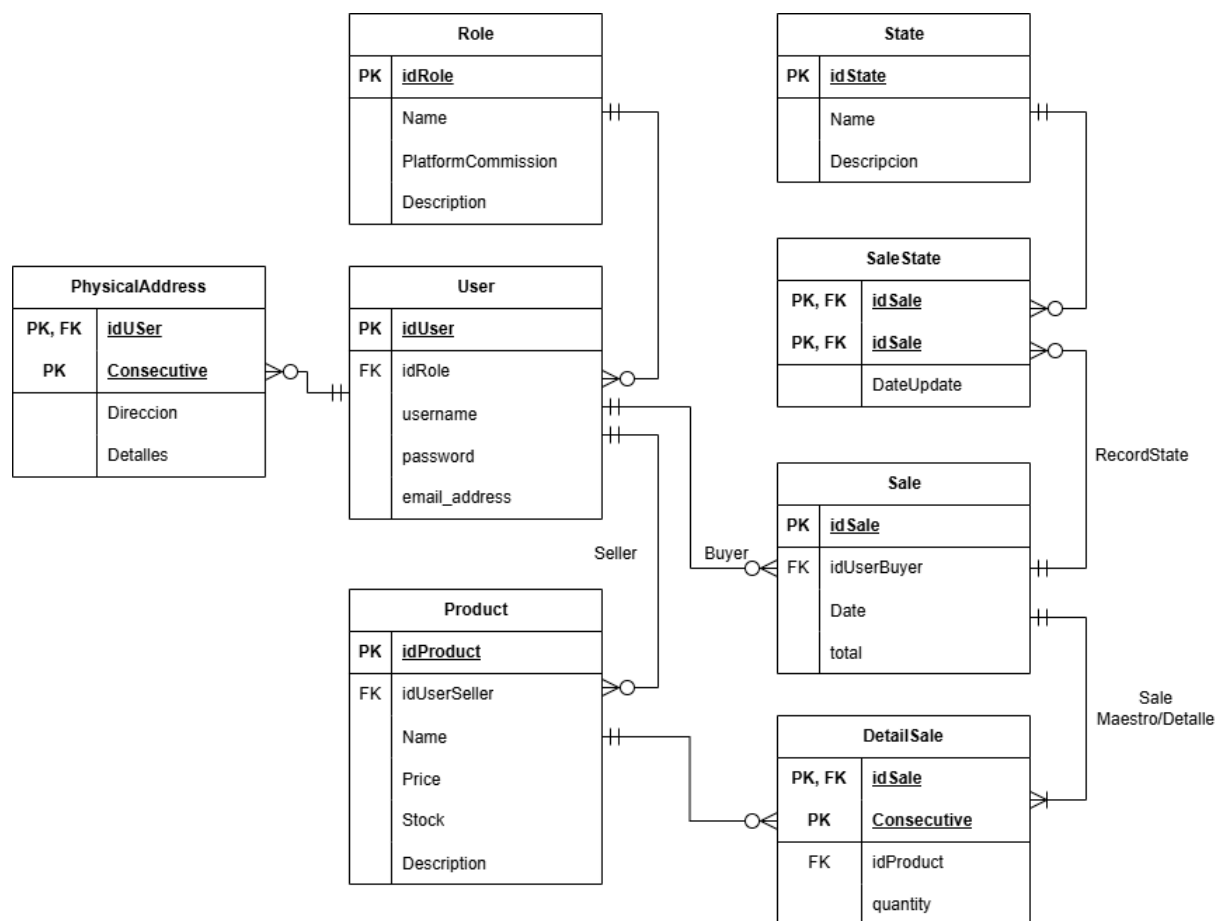 Role
PK idRole
Name
PlatformCommission
Description
State
PK idState
Name
Descripcion
PhysicalAddress
PK, FK idUSer
PK Consecutive
Direccion
Detalles
User
PK idUser
FK idRole
username
password
email_address
SaleState
PK, FK idSale
PK, FK idSale
DateUpdate
RecordState
Seller
Buyer
Sale
PK idSale
FK idUserBuyer
Date
total
Product
PK idProduct
FK idUserSeller
Name
Price
Stock
Description
Sale
Maestro/Detalle
DetailSale
PK, FK idSale
PK Consecutive
FK idProduct
quantity